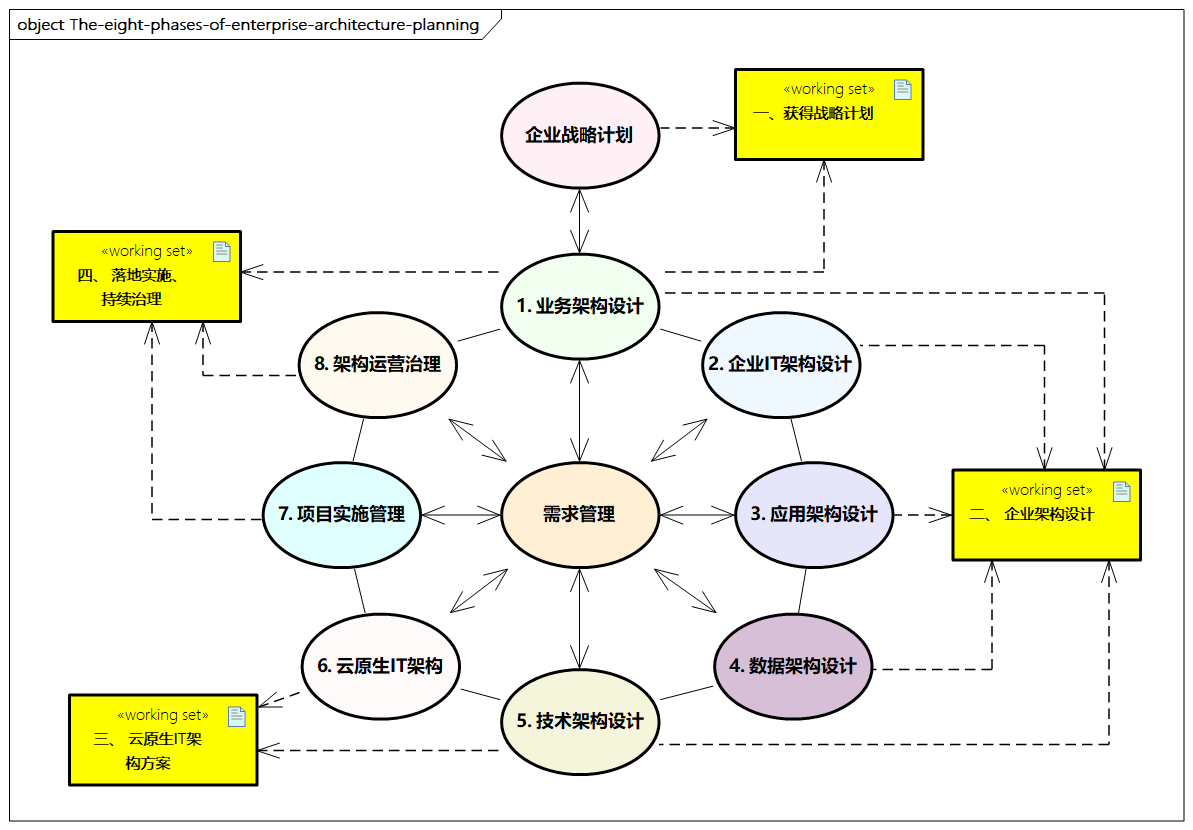 object The-eight-phases-of-enterprise-architecture-planning
«working set»
一、获得战略计划
企业战略计划
«working set»
四、 落地实施、
持续治理
1. 业务架构设计
8. 架构运营治理
2. 企业IT架构设计
«working set»
二、 企业架构设计
7. 项目实施管理
需求管理
3. 应用架构设计
6. 云原生IT架构
4. 数据架构设计
«working set»
三、 云原生IT架
构方案
5. 技术架构设计